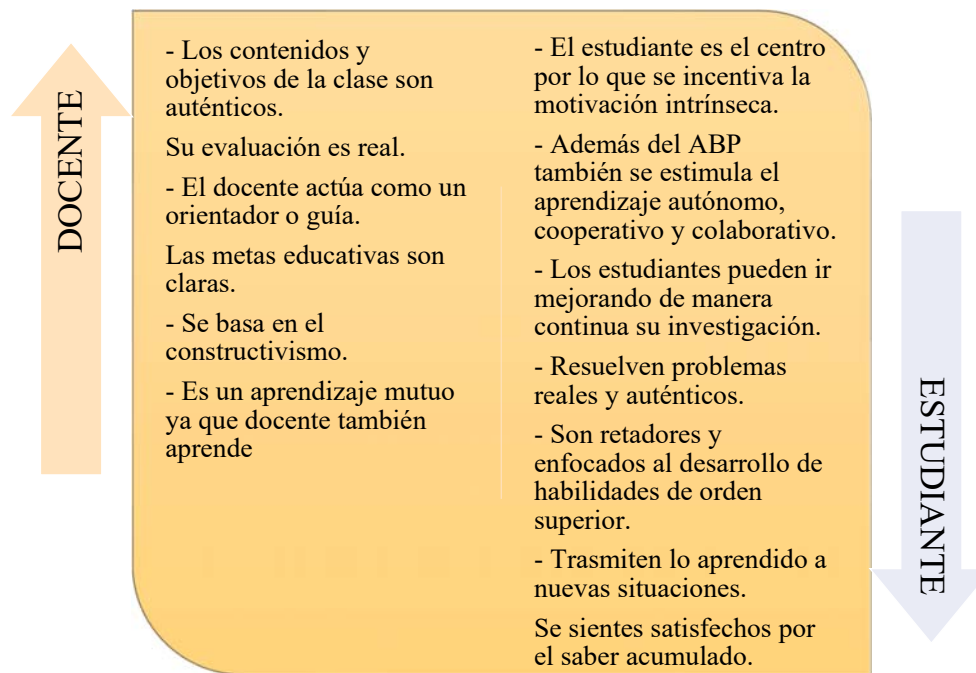 DOCENTE
- Los contenidos y
objetivos de la clase son
auténticos.
Su evaluación es real.
- El docente actúa como un
orientador o guía.
Las metas educativas son
claras.
- Se basa en el
constructivismo.
- Es un aprendizaje mutuo
ya que docente también
aprende
- El estudiante es el centro
por lo que se incentiva la
motivación intrínseca.
- Además del ABP
también se estimula el
aprendizaje autónomo,
cooperativo y colaborativo.
- Los estudiantes pueden ir
mejorando de manera
continua su investigación.
- Resuelven problemas
reales y auténticos.
- Son retadores y
enfocados al desarrollo de
habilidades de orden
superior.
- Trasmiten lo aprendido a
nuevas situaciones.
Se sientes satisfechos por
el saber acumulado.
ESTUDIANTE